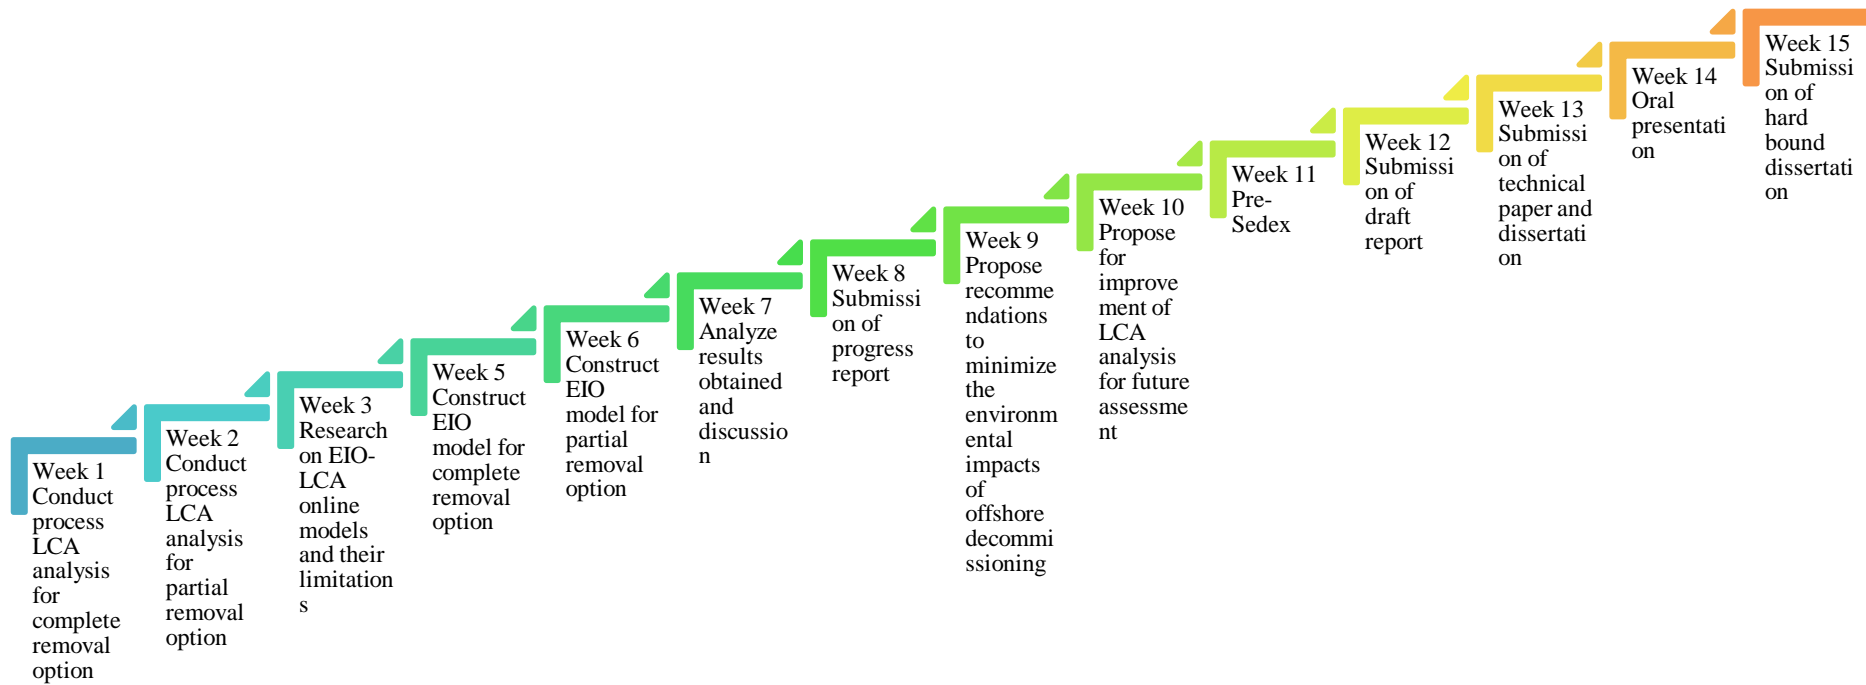 Week 1
Conduct
process
LCA
analysis
for
complete
removal
option
Week 2
Conduct
process
LCA
analysis
for
partial
removal
option
Week 3
Research
on EIO-
LCA
online
models
and their
limitation
s
Week 5
Construct
EIO
model for
complete
removal
option
Week 6
Construct
EIO
model for
partial
removal
option
Week 7
Analyze
results
obtained
and
discussio
n
Week 8
Submissi
on of
progress
report
Week 9
Propose
recomme
ndations
to
minimize
the
environm
ental
impacts
of
offshore
decommi
ssioning
Week 10
Propose
for
improve
ment of
LCA
analysis
for future
assessme
nt
Week 11
Pre-
Sedex
Week 12
Submissi
on of
draft
report
Week 13
Submissi
on of
technical
paper and
dissertati
on
Week 14
Oral
presentati
on
Week 15
Submissi
on of
hard
bound
dissertati
on